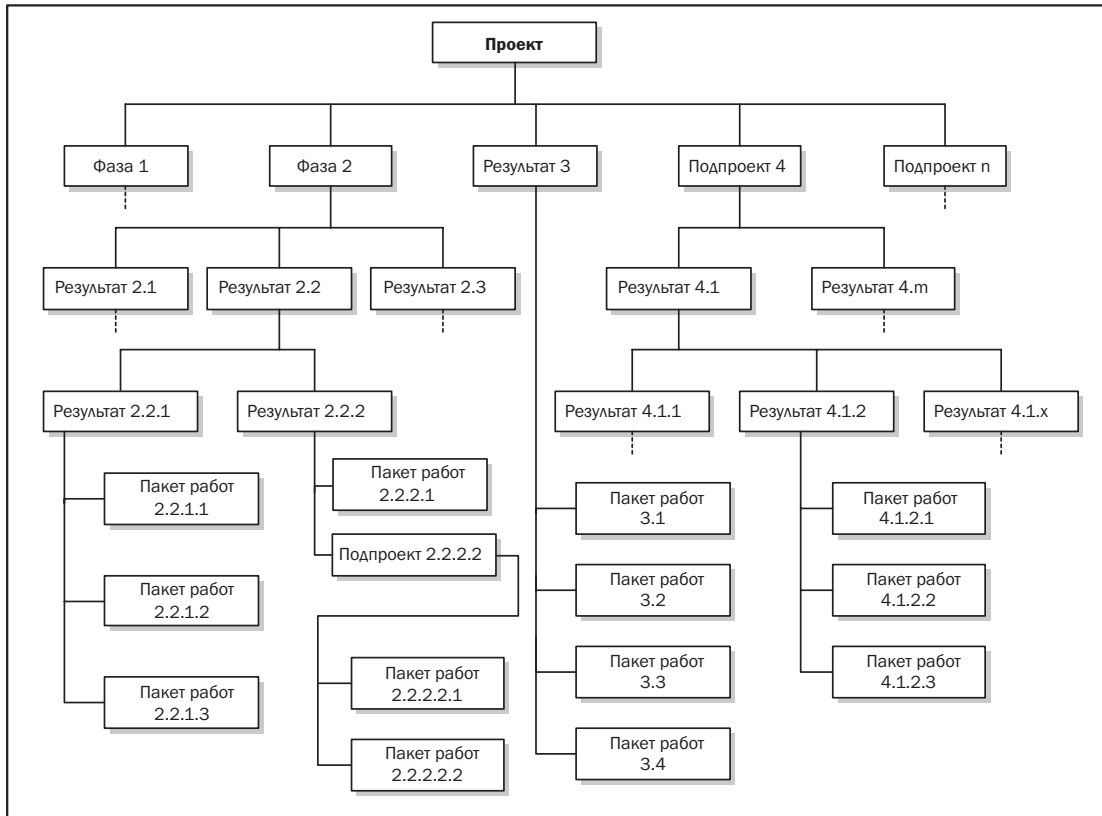 Проект
Фаза 1
Фаза 2
Результат 3
Подпроект 4
Подпроект n
Результат 2.1
Результат 2.2
Результат 2.3
Результат 4.1
Результат 4.m
Результат 2.2.1
Результат 2.2.2
Результат 4.1.1
Результат 4.1.2
Результат 4.1.x
Пакет работ
2.2.1.1
Пакет работ
2.2.1.2
Пакет работ
2.2.1.3
Пакет работ
2.2.2.1
Подпроект 2.2.2.2
Пакет работ
2.2.2.2.1
Пакет работ
2.2.2.2.2
Пакет работ
3.1
Пакет работ
3.2
Пакет работ
3.3
Пакет работ
3.4
Пакет работ
4.1.2.1
Пакет работ
4.1.2.2
Пакет работ
4.1.2.3